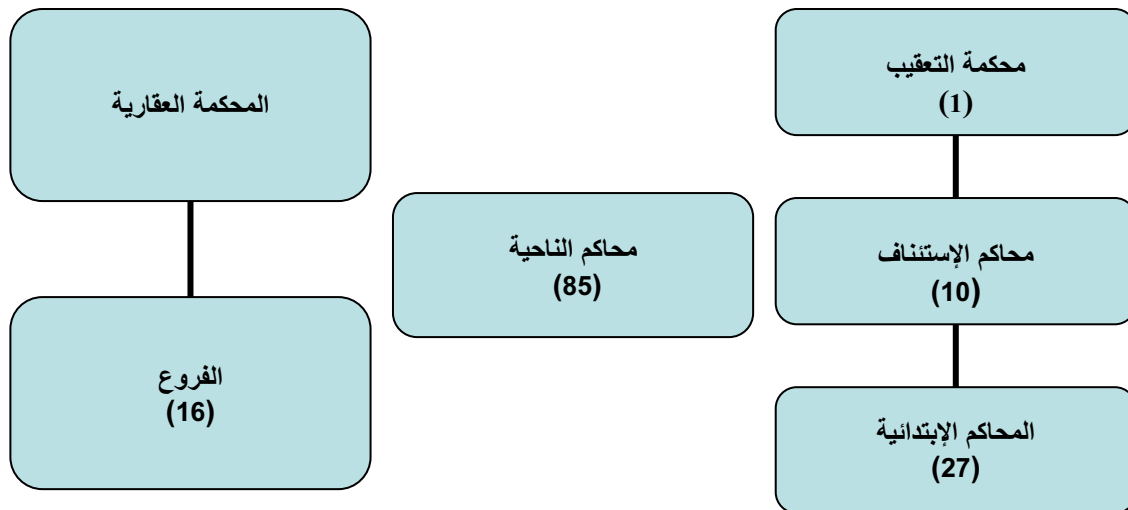 محكمة التعقيب
(1)
محاكم الإستئناف
(10)
المحاكم الإبتدائية
(27)
محاكم الناحية
(85)
المحكمة العقارية
الفروع
(16)